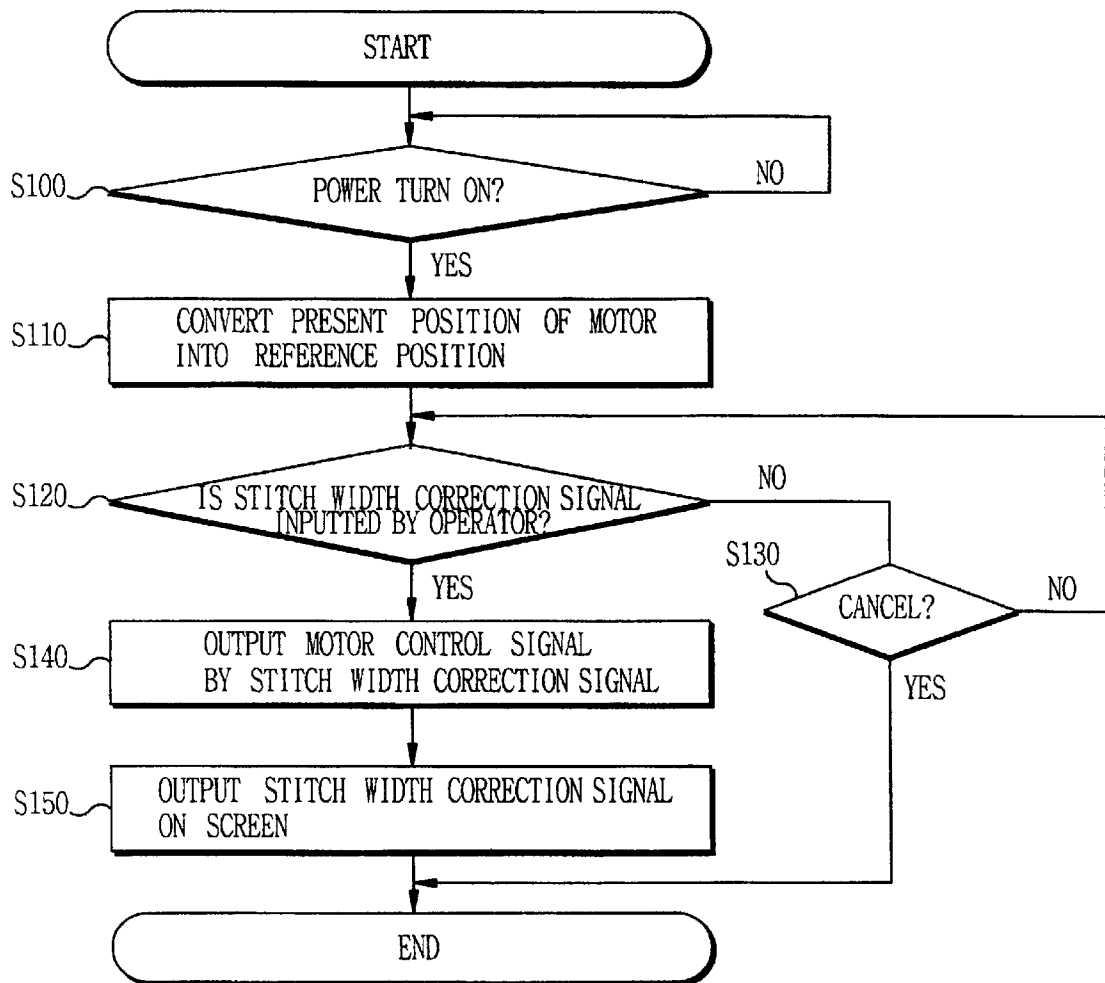 START
S100
POWER TURN ON?
NO
YES
S110
CONVERT PRESENT POSITION OF MOTOR
INTO REFERENCE POSITION
S120
IS STITCH WIDTH CORRECTION SIGNAL
INPUTTED BY OPERATOR?
NO
YES
S130
CANCEL?
NO
YES
S140
OUTPUT MOTOR CONTROL SIGNAL
BY STITCH WIDTH CORRECTION SIGNAL
S150
OUTPUT STITCH WIDTH CORRECTION SIGNAL
ON SCREEN
END